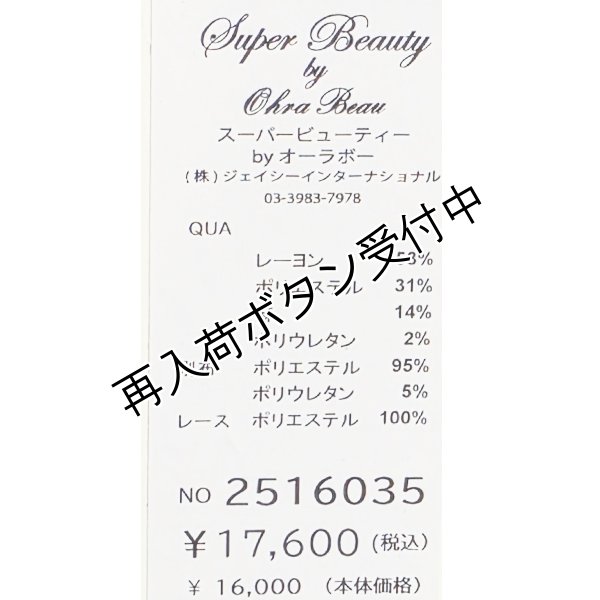 Super Beauty
by
Ohra Beau
スーパービューティー
by オーラボー
(株)ジェイシーインターナショナル
03-3983-7978
QUA
レーヨン 53%
ポリエステル 31%
14%
ポリウレタン 2%
ポリエステル 95%
ポリウレタン 5%
レース ポリエステル 100%
NO 2516035
¥17,600 (税込)
¥ 16,000 (本体価格)
再入荷ボタン受付中